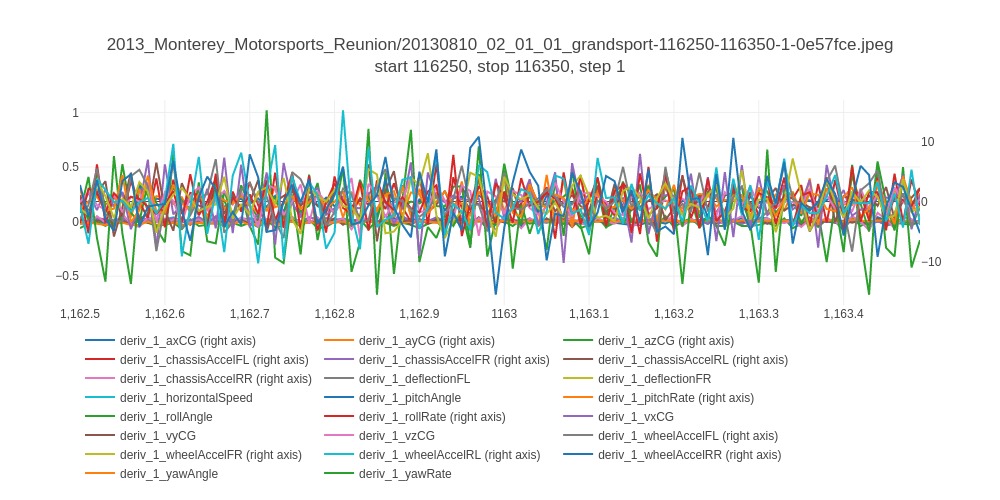 2013_Monterey_Motorsports_Reunion/20130810_02_01_01_grandsport-116250-116350-1-0e57fce.jpeg
start 116250, stop 116350, step 1
1
0.5
0
−0.5
10
0
−10
1,162.5 1,162.6 1,162.7 1,162.8 1,162.9 1163 1,163.1 1,163.2 1,163.3 1,163.4
deriv_1_axCG (right axis) deriv_1_ayCG (right axis) deriv_1_azCG (right axis)
deriv_1_chassisAccelFL (right axis) deriv_1_chassisAccelFR (right axis) deriv_1_chassisAccelRL (right axis)
deriv_1_chassisAccelRR (right axis) deriv_1_deflectionFL deriv_1_deflectionFR
deriv_1_horizontalSpeed deriv_1_pitchAngle deriv_1_pitchRate (right axis)
deriv_1_rollAngle deriv_1_rollRate (right axis) deriv_1_vxCG
deriv_1_vyCG deriv_1_vzCG deriv_1_wheelAccelFL (right axis)
deriv_1_wheelAccelFR (right axis) deriv_1_wheelAccelRL (right axis) deriv_1_wheelAccelRR (right axis)
deriv_1_yawAngle deriv_1_yawRate